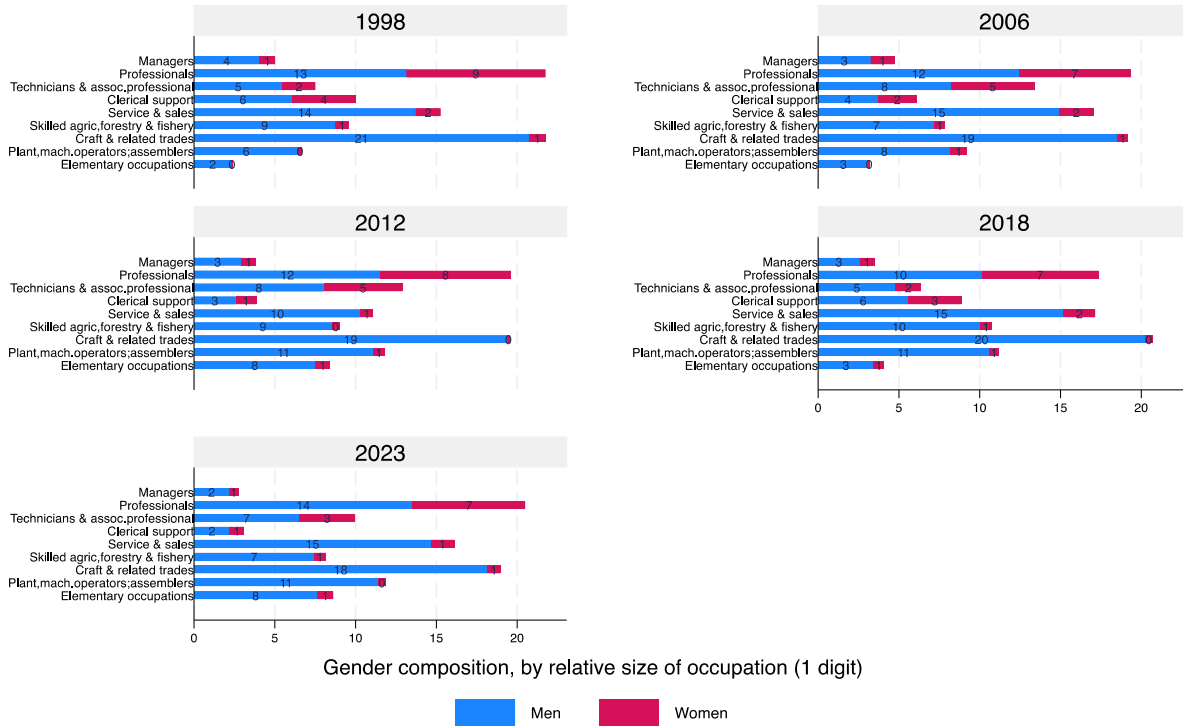 1998
Managers 4 1
Professionals 13 9
Technicians & assoc.professional 5 2
Clerical support 6 4
Service & sales 14 2
Skilled agric,forestry & fishery 9 1
Craft & related trades 21 1
Plant,mach.operators;assemblers 6 0
Elementary occupations 2 0
2006
Managers 3 1
Professionals 12 7
Technicians & assoc.professional 8 5
Clerical support 4 2
Service & sales 15 2
Skilled agric,forestry & fishery 7 1
Craft & related trades 19 1
Plant,mach.operators;assemblers 8 1
Elementary occupations 3 0
2012
Managers 3 1
Professionals 12 8
Technicians & assoc.professional 8 5
Clerical support 3 1
Service & sales 10 1
Skilled agric,forestry & fishery 9 0
Craft & related trades 19 0
Plant,mach.operators;assemblers 11 1
Elementary occupations 8 1
2018
Managers 3 1
Professionals 10 7
Technicians & assoc.professional 5 2
Clerical support 6 3
Service & sales 15 2
Skilled agric,forestry & fishery 10 1
Craft & related trades 20 0
Plant,mach.operators;assemblers 11 1
Elementary occupations 3 1
0 5 10 15 20
2023
Managers 2 1
Professionals 14 7
Technicians & assoc.professional 7 3
Clerical support 2 1
Service & sales 15 1
Skilled agric,forestry & fishery 7 1
Craft & related trades 18 1
Plant,mach.operators;assemblers 11 0
Elementary occupations 8 1
0 5 10 15 20
Gender composition, by relative size of occupation (1 digit)
Men Women